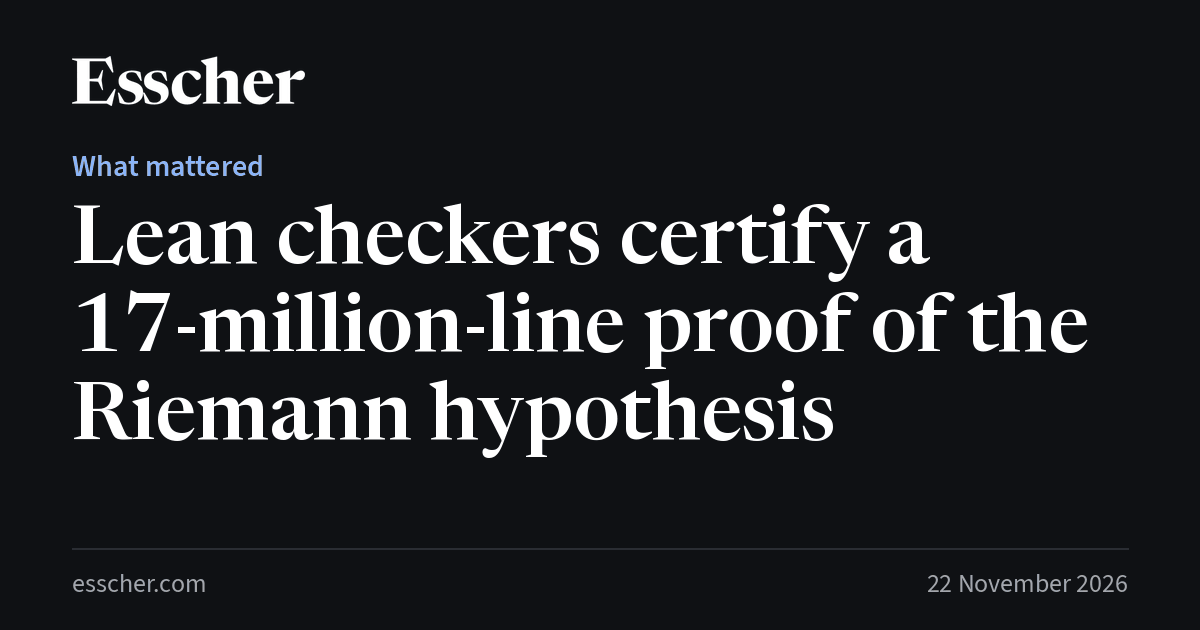 Esscher
What mattered
Lean checkers certify a
17-million-line proof of the
Riemann hypothesis
esscher.com
22 November 2026